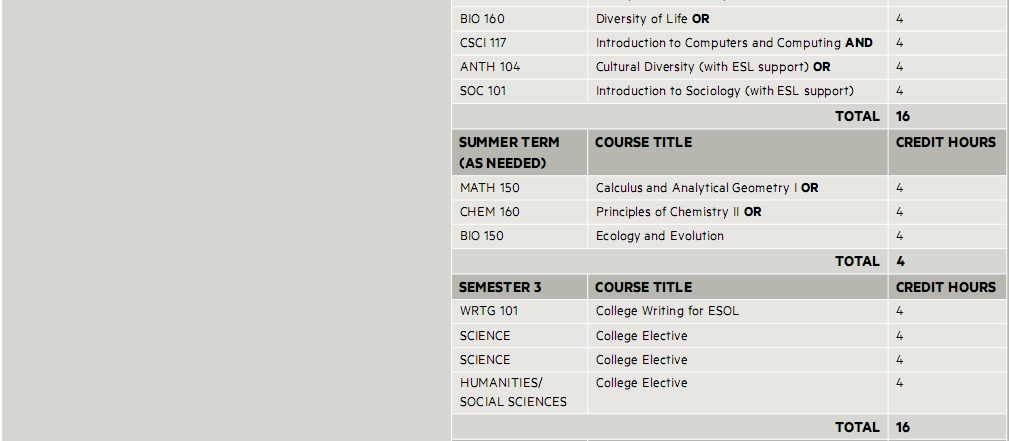 BIO 160 Diversity of Life OR 4
CSCI 117 Introduction to Computers and Computing AND 4
ANTH 104 Cultural Diversity (with ESL support) OR 4
SOC 101 Introduction to Sociology (with ESL support) 4
TOTAL 16
SUMMER TERM COURSE TITLE CREDIT HOURS
(AS NEEDED)
MATH 150 Calculus and Analytical Geometry I OR 4
CHEM 160 Principles of Chemistry II OR 4
BIO 150 Ecology and Evolution 4
TOTAL 4
SEMESTER 3 COURSE TITLE CREDIT HOURS
WRTG 101 College Writing for ESOL 4
SCIENCE College Elective 4
SCIENCE College Elective 4
HUMANITIES/ College Elective 4
SOCIAL SCIENCES
TOTAL 16